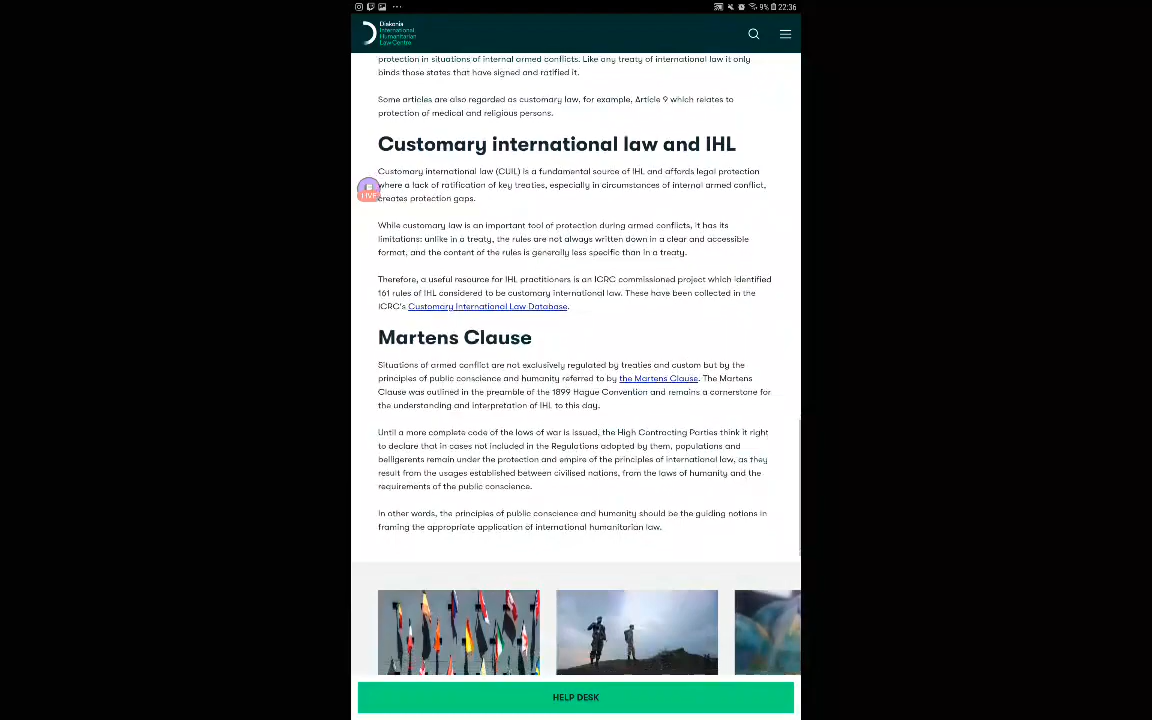 9% 22:36
Diakonia
International
Humanitarian
Law Centre
protection in situations of internal armed conflicts. Like any treaty of international law it only
binds those states that have signed and ratified it.
Some articles are also regarded as customary law, for example, Article 9 which relates to
protection of medical and religious persons.
Customary international law and IHL
Customary international law (CUIL) is a fundamental source of IHL and affords legal protection
where a lack of ratification of key treaties, especially in circumstances of internal armed conflict,
creates protection gaps.
LIVE
While customary law is an important tool of protection during armed conflicts, it has its
limitations: unlike in a treaty, the rules are not always written down in a clear and accessible
format, and the content of the rules is generally less specific than in a treaty.
Therefore, a useful resource for IHL practitioners is an ICRC commissioned project which identified
161 rules of IHL considered to be customary international law. These have been collected in the
ICRC's Customary International Law Database.
Martens Clause
Situations of armed conflict are not exclusively regulated by treaties and custom but by the
principles of public conscience and humanity referred to by the Martens Clause. The Martens
Clause was outlined in the preamble of the 1899 Hague Convention and remains a cornerstone for
the understanding and interpretation of IHL to this day.
Until a more complete code of the laws of war is issued, the High Contracting Parties think it right
to declare that in cases not included in the Regulations adopted by them, populations and
belligerents remain under the protection and empire of the principles of international law, as they
result from the usages established between civilised nations, from the laws of humanity and the
requirements of the public conscience.
In other words, the principles of public conscience and humanity should be the guiding notions in
framing the appropriate application of international humanitarian law.
HELP DESK